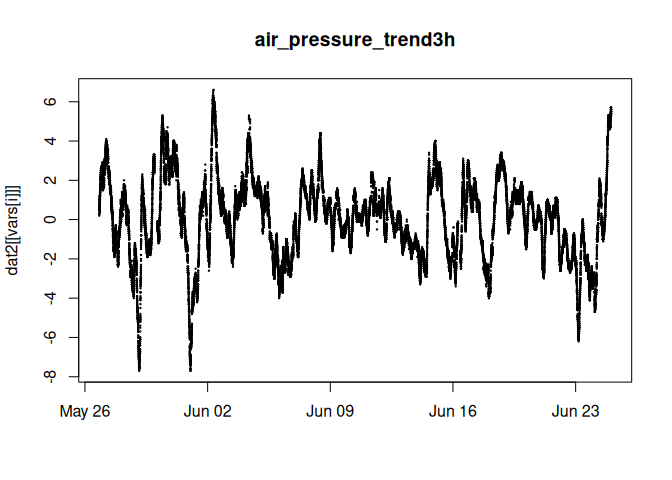 air_pressure_trend3h
dat2[[vars[i]]]
6
4
2
0
-2
-4
-6
-8
May 26
Jun 02
Jun 09
Jun 16
Jun 23